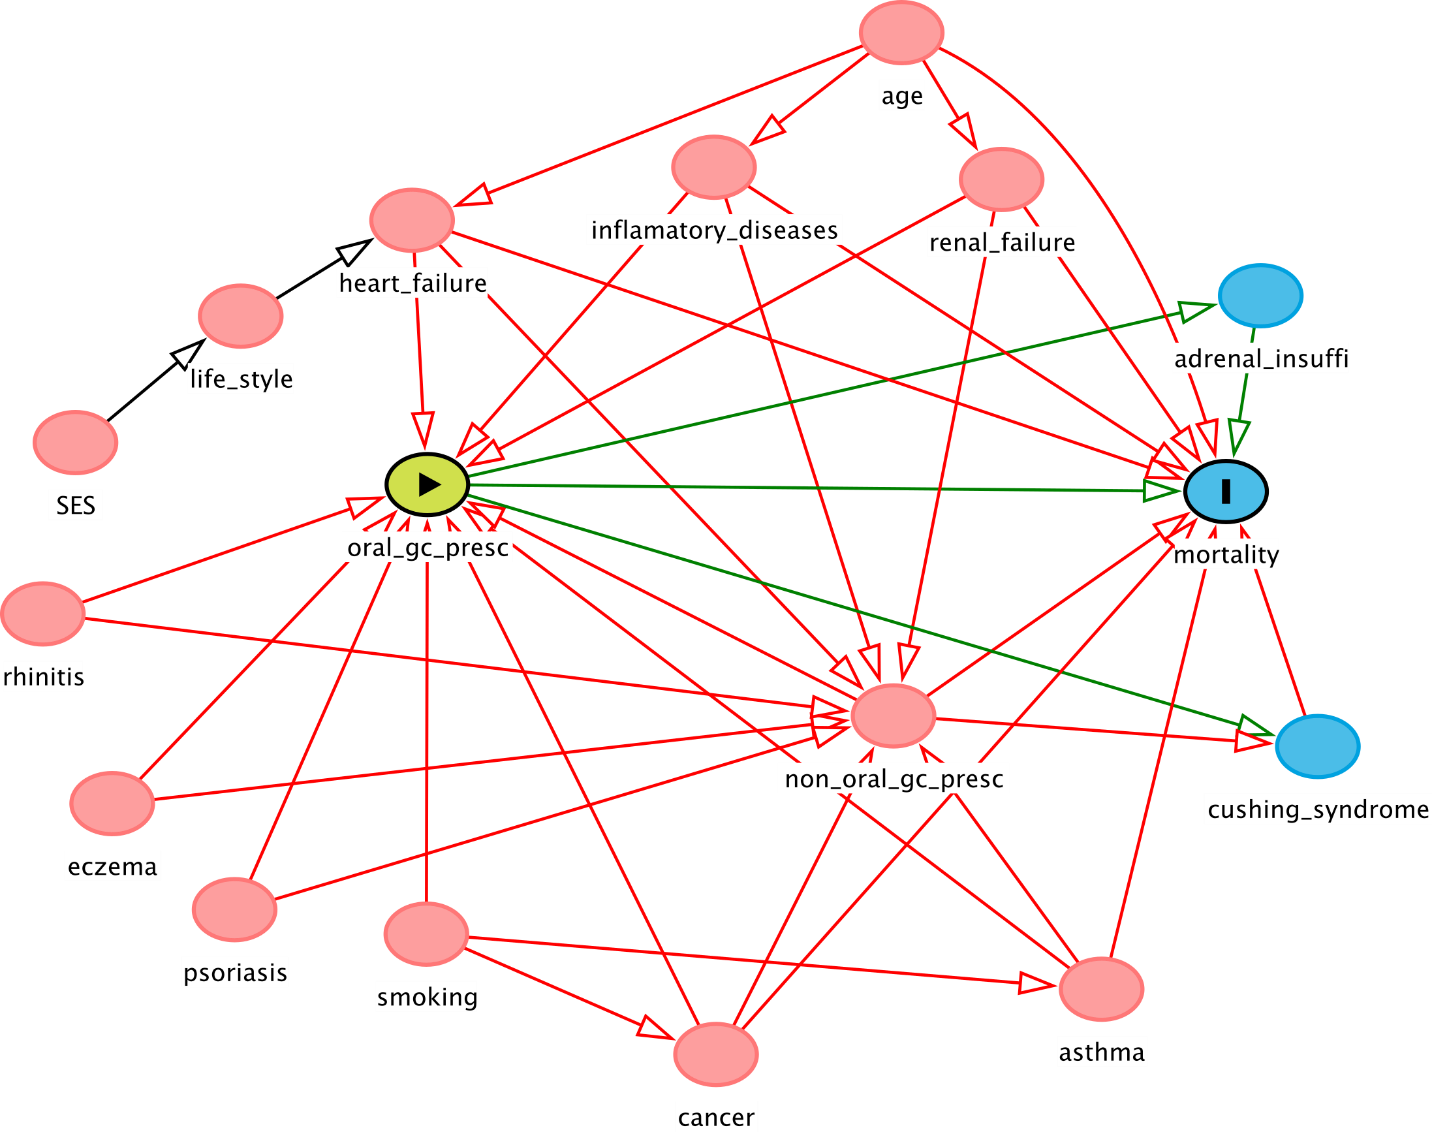 age
inflamatory_diseases
renal_failure
heart_failure
adrenal_insuffi
life_style
SES
oral_gc_presc
mortality
rhinitis
non_oral_gc_presc
cushing_syndrome
eczema
psoriasis
smoking
asthma
cancer